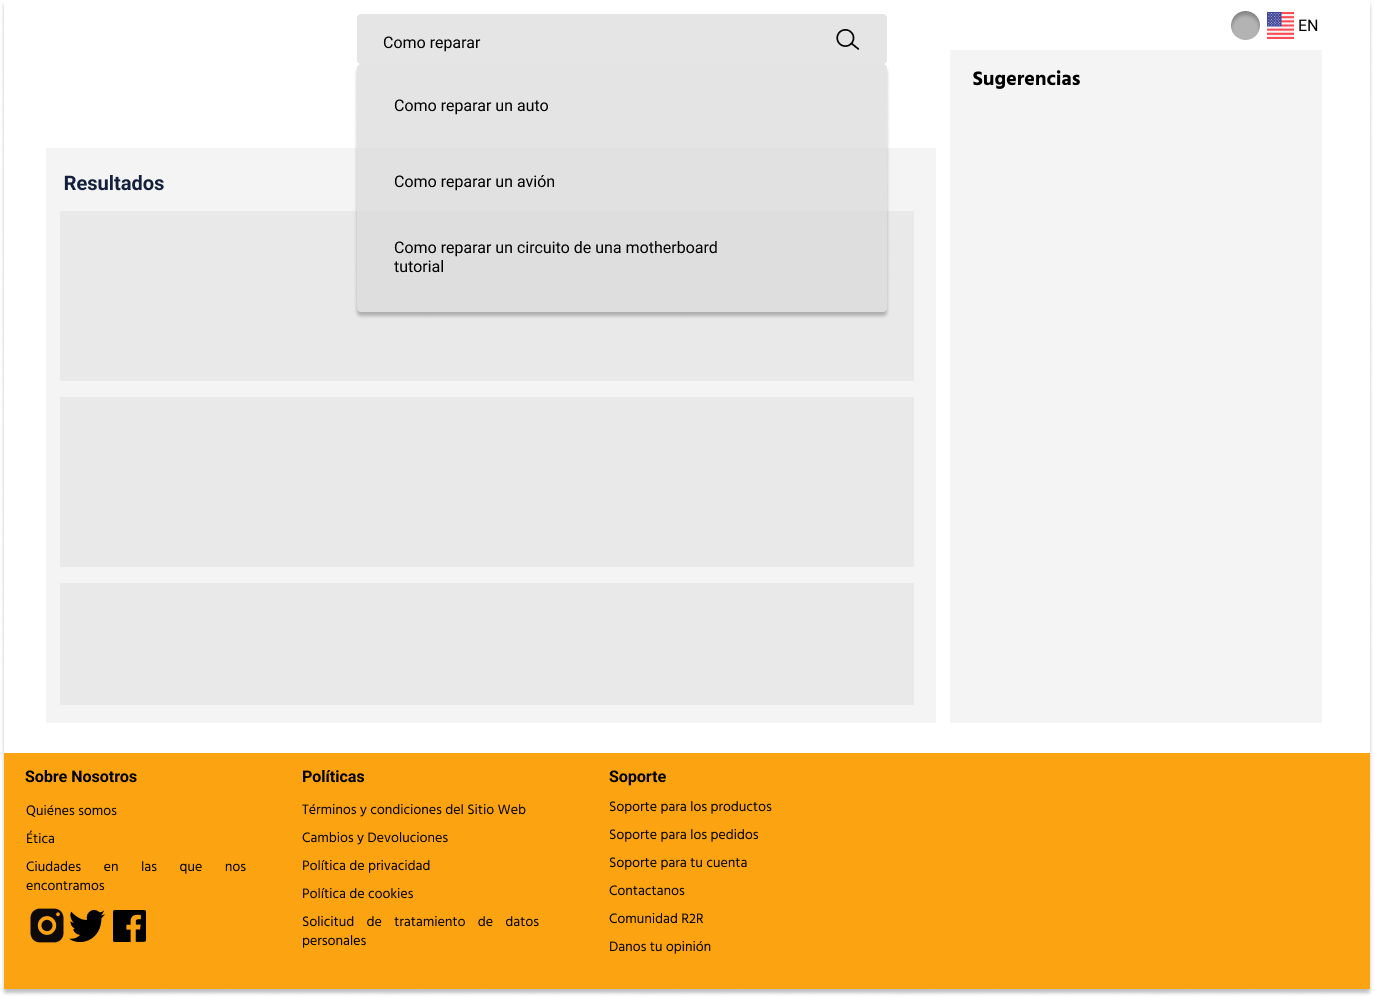 Como reparar
EN
Como reparar un auto
Como reparar un avión
Como reparar un circuito de una motherboard
tutorial
Resultados
Sugerencias
Sobre Nosotros
Quiénes somos
Ética
Ciudades en las que nos
encontramos
Políticas
Términos y condiciones del Sitio Web
Cambios y Devoluciones
Política de privacidad
Política de cookies
Solicitud de tratamiento de datos
personales
Soporte
Soporte para los productos
Soporte para los pedidos
Soporte para tu cuenta
Contactanos
Comunidad R2R
Danos tu opinión